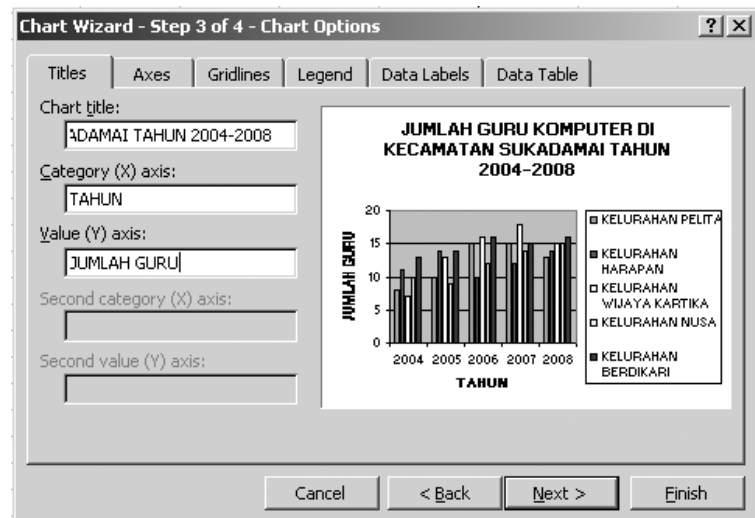 Chart Wizard - Step 3 of 4 - Chart Options
Titles Axes Gridlines Legend Data Labels Data Table
Chart title:
ADAMAI TAHUN 2004-2008
Category (X) axis:
TAHUN
Value (Y) axis:
JUMLAH GURU
Second category (X) axis:
Second value (Y) axis:
JUMLAH GURU KOMPUTER DI
KECAMATAN SUKADAMAI TAHUN
2004-2008
JUMLAH GURU
20
15
10
5
0
2004 2005 2006 2007 2008
TAHUN
KELURAHAN PELITA
KELURAHAN
HARAPAN
KELURAHAN
WIJAYA KARTIKA
KELURAHAN NUSA
KELURAHAN
BERDIKARI
Cancel < Back Next > Finish